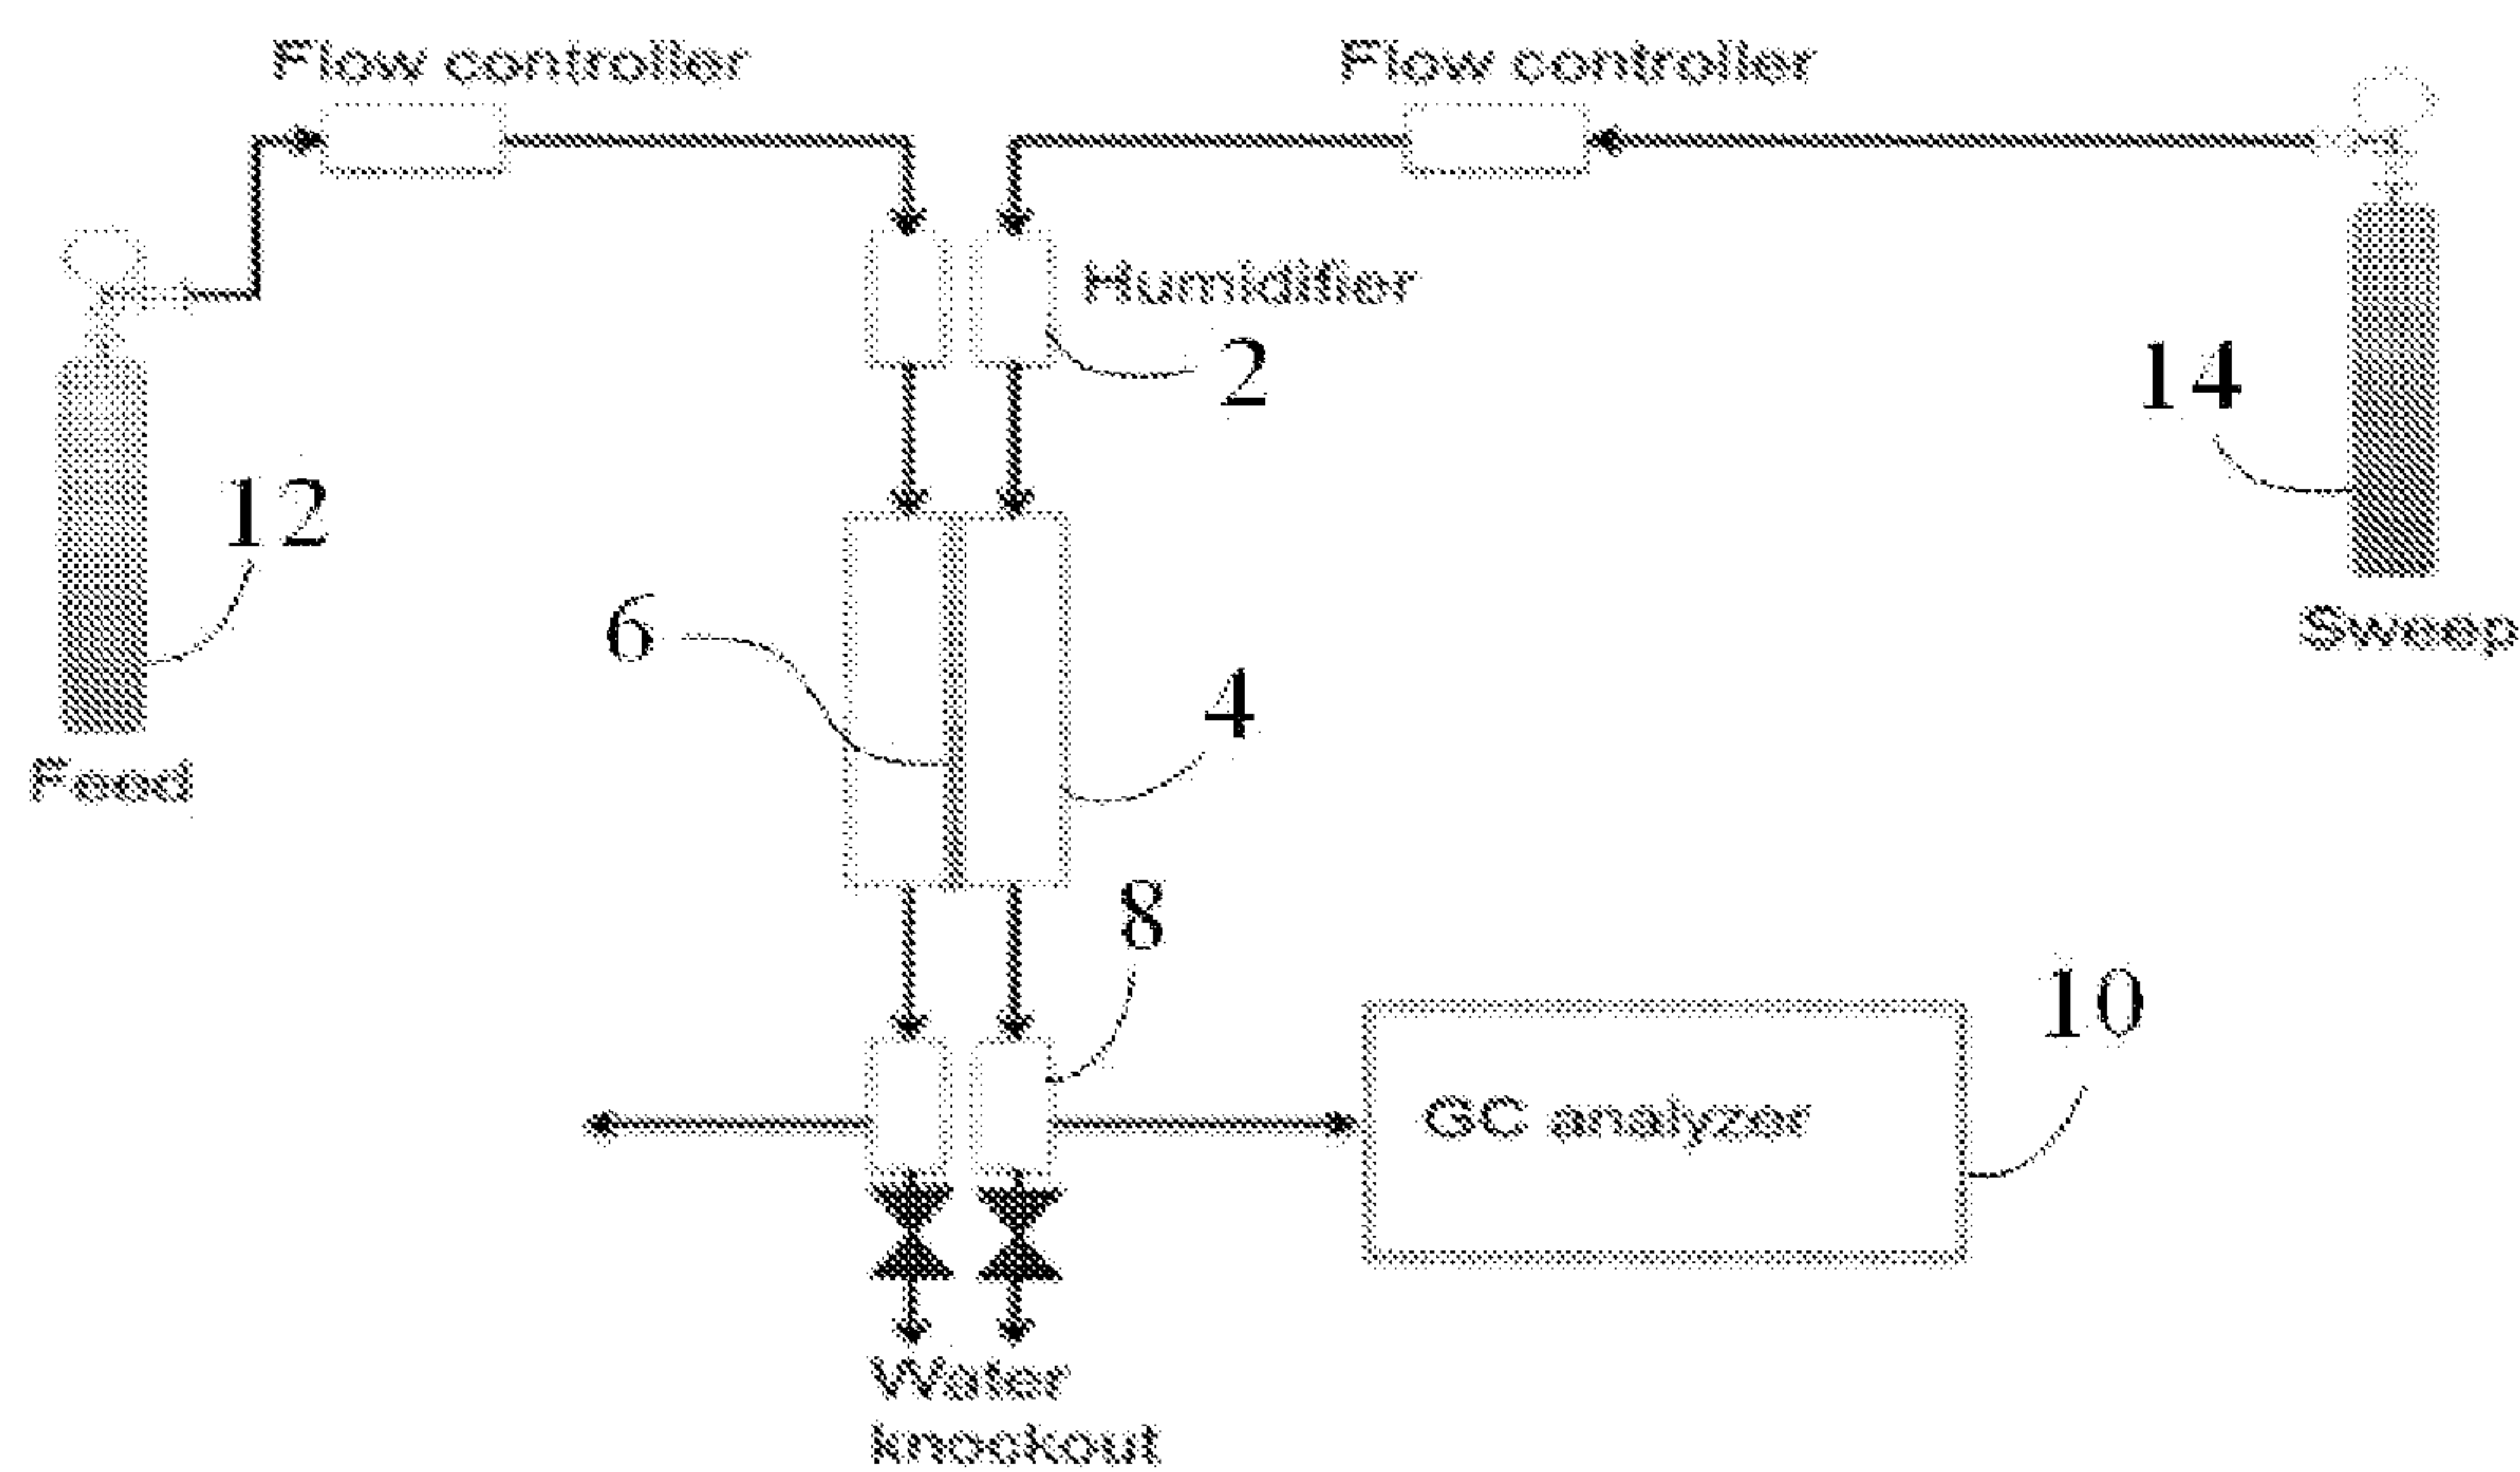 Flow controller
Flow controller
Humidifier
2
14
12
6
4
Sweep
Feed
8
10
GC analyzer
Water
knockout